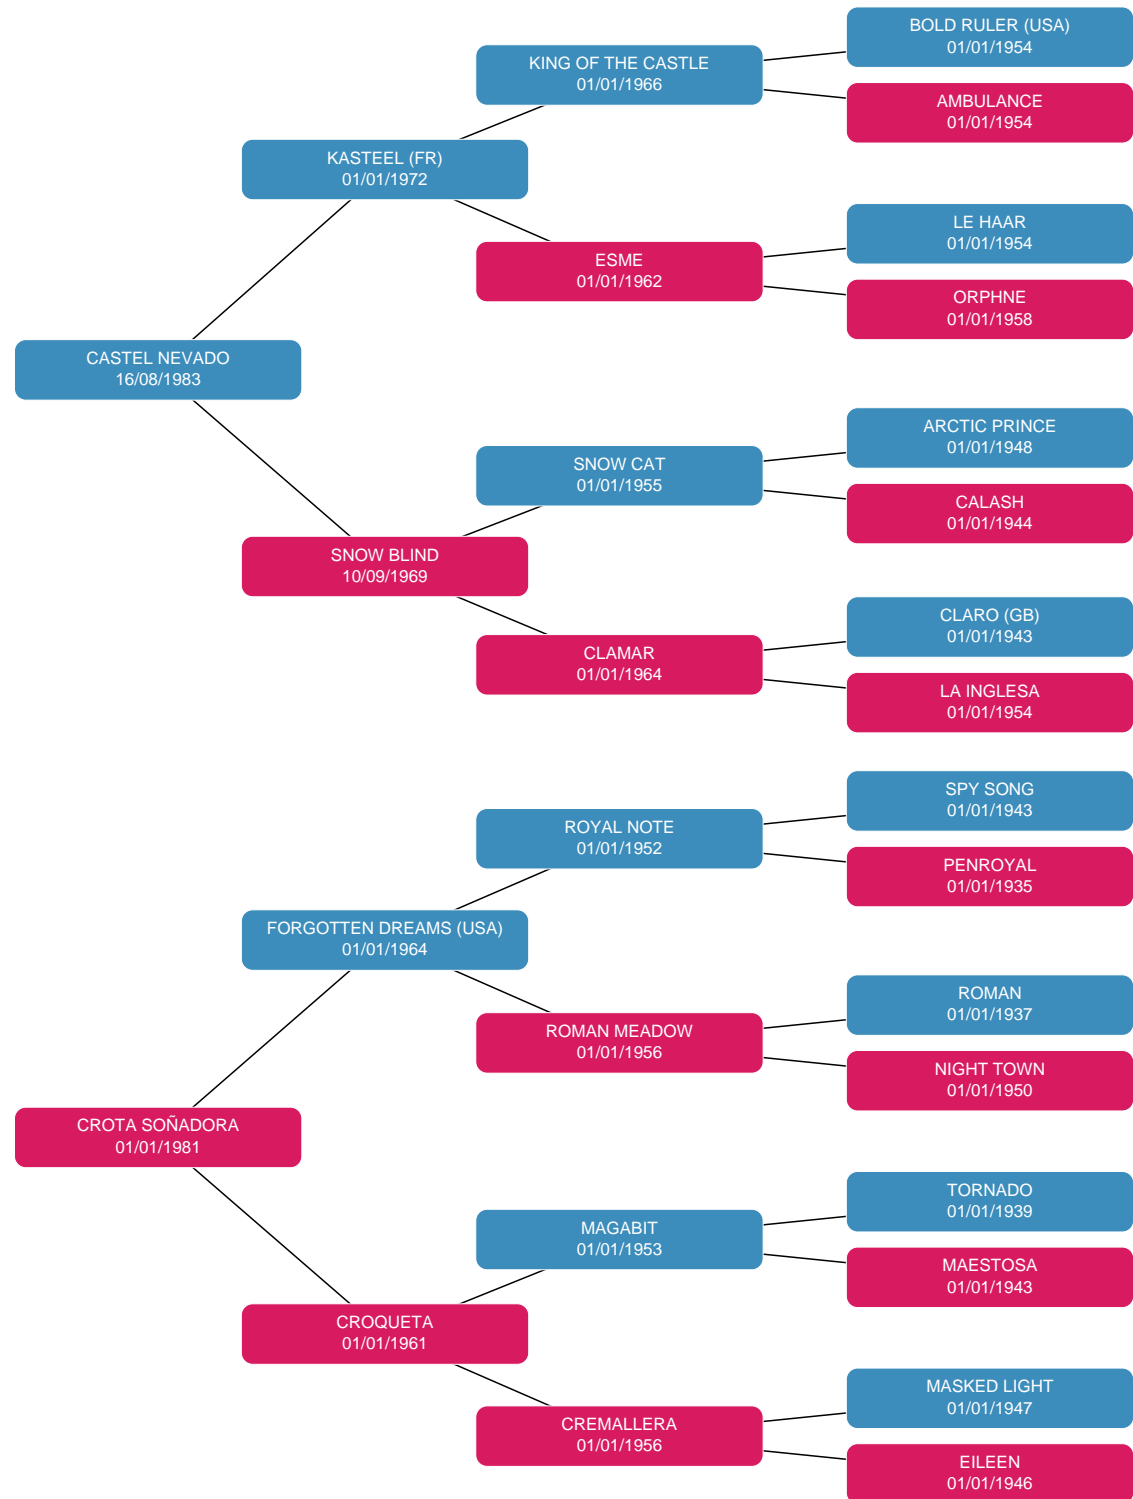 BOLD RULER (USA)
01/01/1954
KING OF THE CASTLE
01/01/1966
AMBULANCE
01/01/1954
KASTEEL (FR)
01/01/1972
LE HAAR
01/01/1954
ESME
01/01/1962
ORPHNE
01/01/1958
CASTEL NEVADO
16/08/1983
ARCTIC PRINCE
01/01/1948
SNOW CAT
01/01/1955
CALASH
01/01/1944
SNOW BLIND
10/09/1969
CLARO (GB)
01/01/1943
CLAMAR
01/01/1964
LA INGLESA
01/01/1954
SPY SONG
01/01/1943
ROYAL NOTE
01/01/1952
PENROYAL
01/01/1935
FORGOTTEN DREAMS (USA)
01/01/1964
ROMAN
01/01/1937
ROMAN MEADOW
01/01/1956
NIGHT TOWN
01/01/1950
CROTA SOÑADORA
01/01/1981
TORNADO
01/01/1939
MAGABIT
01/01/1953
MAESTOSA
01/01/1943
CROQUETA
01/01/1961
MASKED LIGHT
01/01/1947
CREMALLERA
01/01/1956
EILEEN
01/01/1946